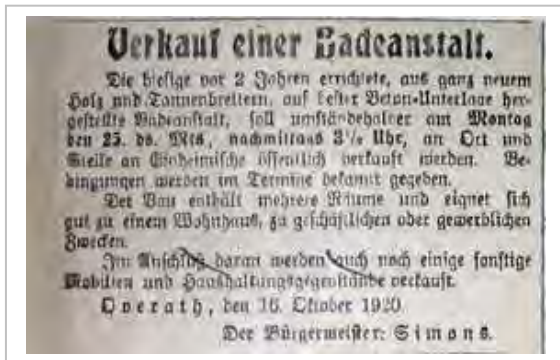 Verkauf einer Badeanstalt.
Die hiesige vor 2 Jahren errichtete, aus ganz neuem
Holz und Tannenbrettern, auf fester Beton-Unterlage her-
gestellte Badeanstalt, soll umständehalber am Montag
den 25. ds. Mts, nachmittags 3½ Uhr, an Ort und
Stelle an Einheimische öffentlich verkauft werden. Be-
dingungen werden im Termine bekannt gegeben.
Der Bau enthält mehrere Räume und eignet sich
gut zu einem Wohnhaus, zu geschäftlichen oder gewerblichen
Zwecken.
Im Anschluß daran werden auch noch einige sonstige
Mobilien und Haushaltungsgegenstände verkauft.
Overath, den 16. Oktober 1920
Der Bürgermeister: Simons.